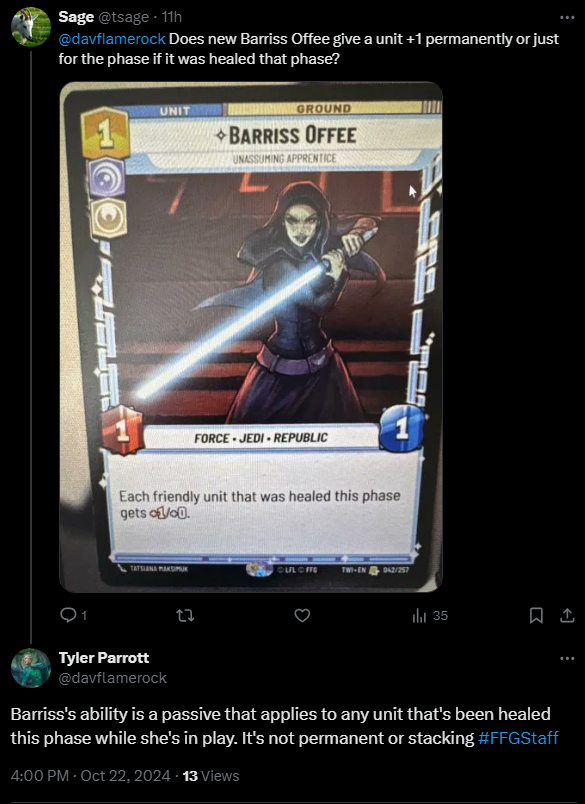 Sage @tsage · 11h
@davflamerock Does new Barriss Offee give a unit +1 permanently or just
for the phase if it was healed that phase?
UNIT
GROUND
1
BARRISS OFFEE
UNASSUMING APPRENTICE
1
FORCE • JEDI • REPUBLIC
1
Each friendly unit that was healed this phase
gets +1/+0.
TATSIANA MAKSIMUK
© LFL © FFG
TWI • EN
042/257
1
35
Tyler Parrott
@davflamerock
Barriss's ability is a passive that applies to any unit that's been healed
this phase while she's in play. It's not permanent or stacking #FFGStaff
4:00 PM · Oct 22, 2024 · 13 Views